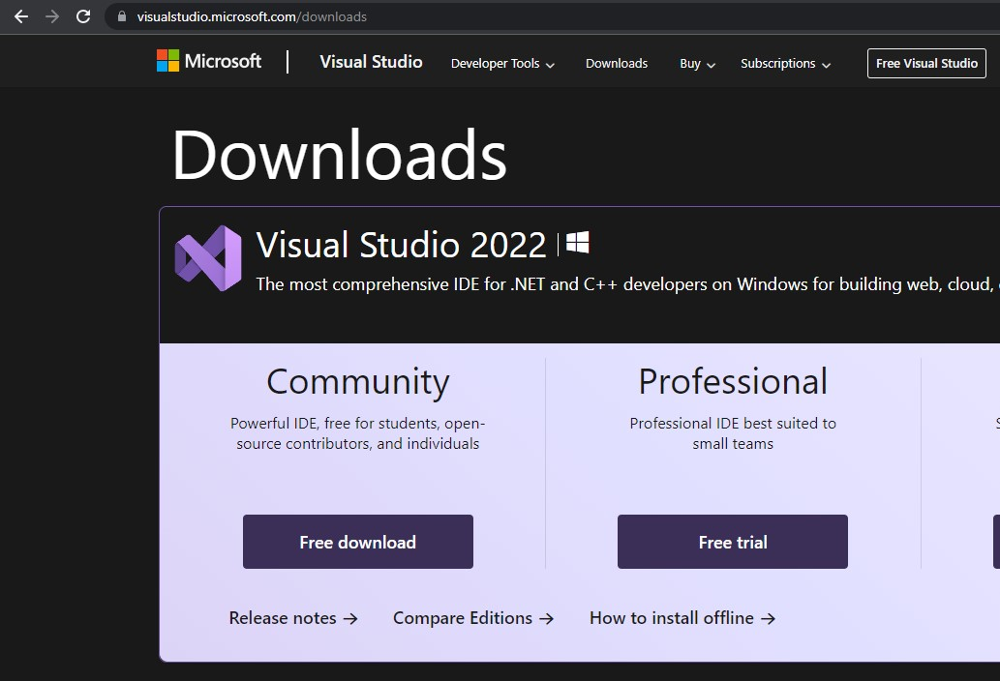 visualstudio.microsoft.com/downloads
Microsoft
Visual Studio
Developer Tools
Downloads
Buy
Subscriptions
Free Visual Studio
Downloads
Visual Studio 2022
The most comprehensive IDE for .NET and C++ developers on Windows for building web, cloud,
Community
Powerful IDE, free for students, open-
source contributors, and individuals
Free download
Professional
Professional IDE best suited to
small teams
Free trial
Release notes →
Compare Editions →
How to install offline →